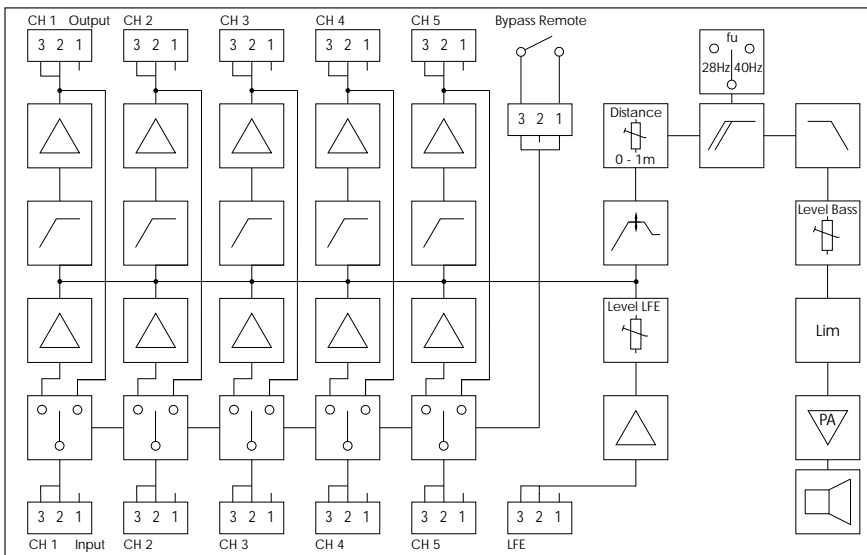 CH 1 Output CH 2 CH 3 CH 4 CH 5 Bypass Remote
3 2 1 3 2 1 3 2 1 3 2 1 3 2 1
fu
28Hz 40Hz
3 2 1
Distance
0 - 1m
Level Bass
Level LFE
Lim
PA
3 2 1 3 2 1 3 2 1 3 2 1 3 2 1 3 2 1
CH 1 Input CH 2 CH 3 CH 4 CH 5 LFE